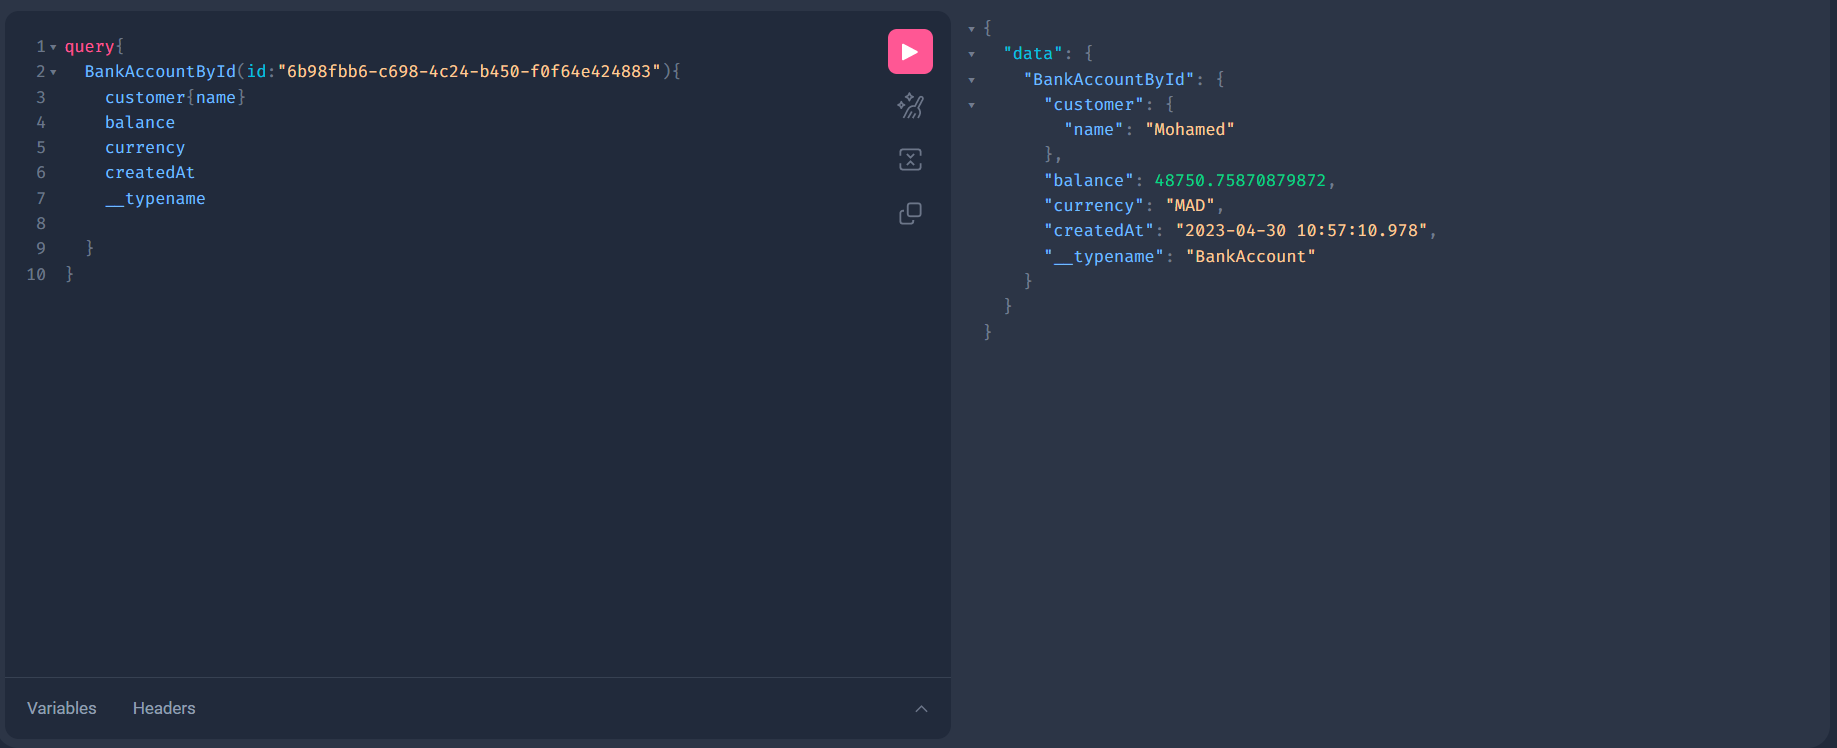 1 query{
2 BankAccountById(id:"6b98fbb6-c698-4c24-b450-f0f64e424883"){
3 customer{name}
4 balance
5 currency
6 createdAt
7 __typename
8
9 }
10 }
Variables Headers
{
"data": {
"BankAccountById": {
"customer": {
"name": "Mohamed"
},
"balance": 48750.75870879872,
"currency": "MAD",
"createdAt": "2023-04-30 10:57:10.978",
"__typename": "BankAccount"
}
}
}